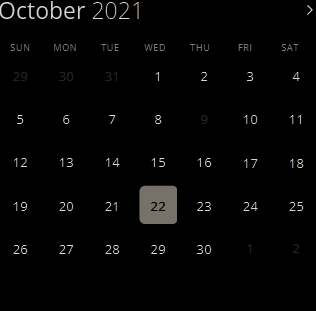 October 2021
SUN MON TUE WED THU FRI SAT
29 30 31 1 2 3 4
5 6 7 8 9 10 11
12 13 14 15 16 17 18
19 20 21 22 23 24 25
26 27 28 29 30 1 2